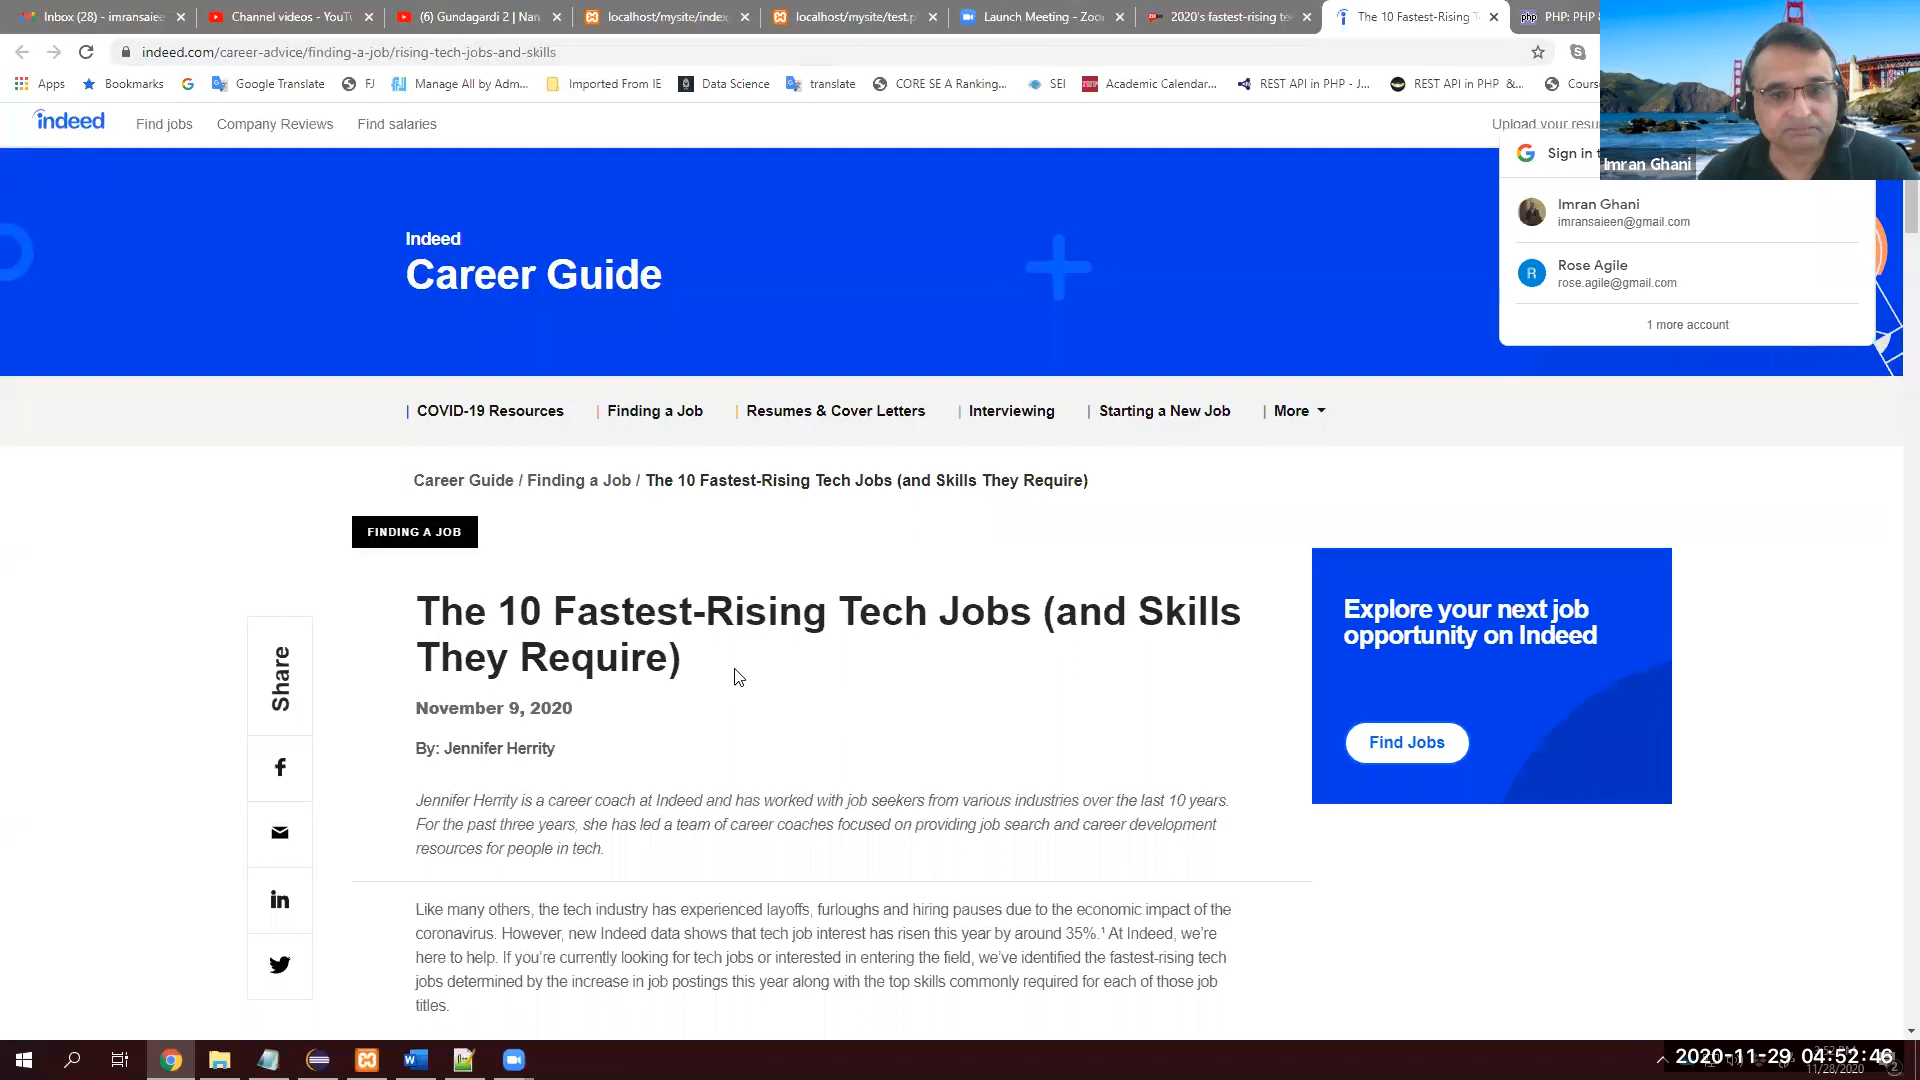 Inbox (28) - imransaiee
Channel videos - YouT
(6) Gundagardi 2 | Nar
localhost/mysite/index
localhost/mysite/test.p
Launch Meeting - Zoo
2020's fastest-rising te
The 10 Fastest-Rising T
PHP: PHP
indeed.com/career-advice/finding-a-job/rising-tech-jobs-and-skills
Apps
Bookmarks
Google Translate
FJ
Manage All by Adm...
Imported From IE
Data Science
translate
CORE SE A Ranking...
SEI
Academic Calendar...
REST API in PHP - J...
REST API in PHP &...
Cours
indeed
Find jobs
Company Reviews
Find salaries
Upload your resu
Sign in t
Imran Ghani
Imran Ghani
imransaieen@gmail.com
R
Rose Agile
rose.agile@gmail.com
1 more account
Indeed
Career Guide
COVID-19 Resources
Finding a Job
Resumes & Cover Letters
Interviewing
Starting a New Job
More
Career Guide / Finding a Job / The 10 Fastest-Rising Tech Jobs (and Skills They Require)
FINDING A JOB
The 10 Fastest-Rising Tech Jobs (and Skills
They Require)
November 9, 2020
By: Jennifer Herrity
Jennifer Herrity is a career coach at Indeed and has worked with job seekers from various industries over the last 10 years.
For the past three years, she has led a team of career coaches focused on providing job search and career development
resources for people in tech.
Like many others, the tech industry has experienced layoffs, furloughs and hiring pauses due to the economic impact of the
coronavirus. However, new Indeed data shows that tech job interest has risen this year by around 35%.¹ At Indeed, we're
here to help. If you're currently looking for tech jobs or interested in entering the field, we've identified the fastest-rising tech
jobs determined by the increase in job postings this year along with the top skills commonly required for each of those job
titles.
Share
Explore your next job
opportunity on Indeed
Find Jobs
2020-11-29 04:52:46
11/28/2020